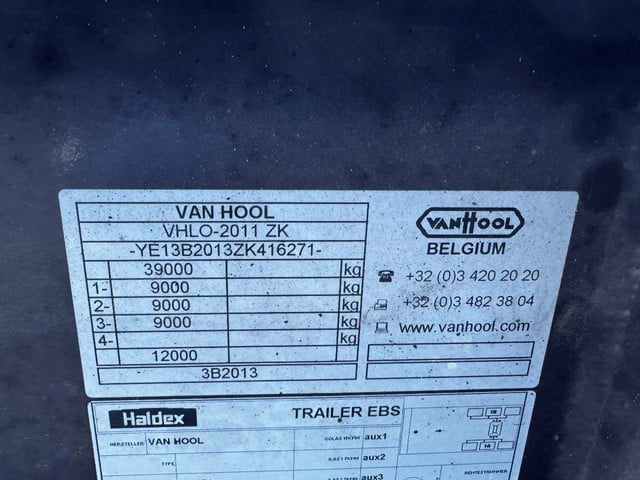 VAN HOOL
VHLO-2011 ZK
-YE13B2013ZK416271-
39000 kg
1- 9000 kg
2- 9000 kg
3- 9000 kg
4- kg
12000
3B2013
VANHOOL
BELGIUM
+32 (0)3 420 20 20
+32 (0)3 482 38 04
www.vanhool.com
Haldex TRAILER EBS
HERSTELLER VAN HOOL aux1
TYPE aux2
aux3